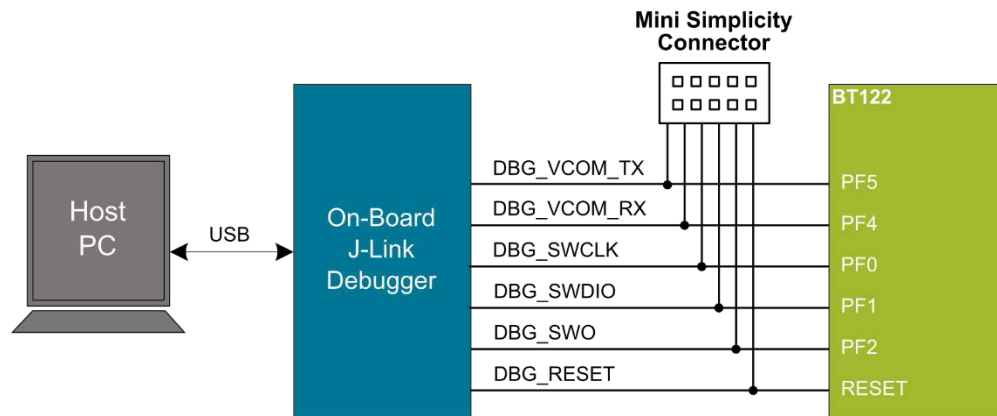 Mini Simplicity
Connector
BT122
Host
PC
USB
On-Board
J-Link
Debugger
DBG_VCOM_TX
PF5
DBG_VCOM_RX
PF4
DBG_SWCLK
PF0
DBG_SWDIO
PF1
DBG_SWO
PF2
DBG_RESET
RESET